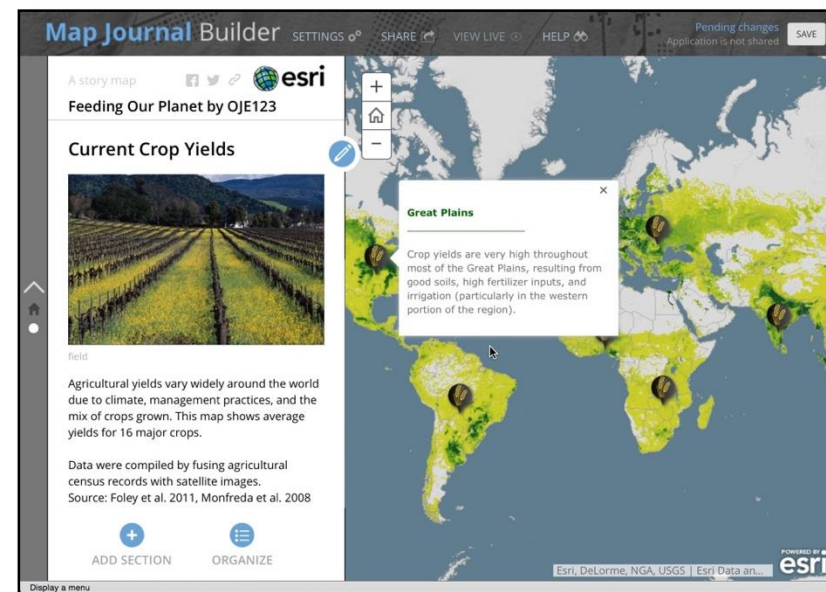 Map Journal Builder SETTINGS SHARE VIEW LIVE HELP
Pending changes
Application is not shared
SAVE
A story map
esri
Feeding Our Planet by OJE123
Current Crop Yields
field
Agricultural yields vary widely around the world
due to climate, management practices, and the
mix of crops grown. This map shows average
yields for 16 major crops.
Data were compiled by fusing agricultural
census records with satellite images.
Source: Foley et al. 2011, Monfreda et al. 2008
ADD SECTION
ORGANIZE
Great Plains
Crop yields are very high throughout
most of the Great Plains, resulting from
good soils, high fertilizer inputs, and
irrigation (particularly in the western
portion of the region).
Esri, DeLorme, NGA, USGS | Esri Data an...
POWERED BY
esri
Display a menu